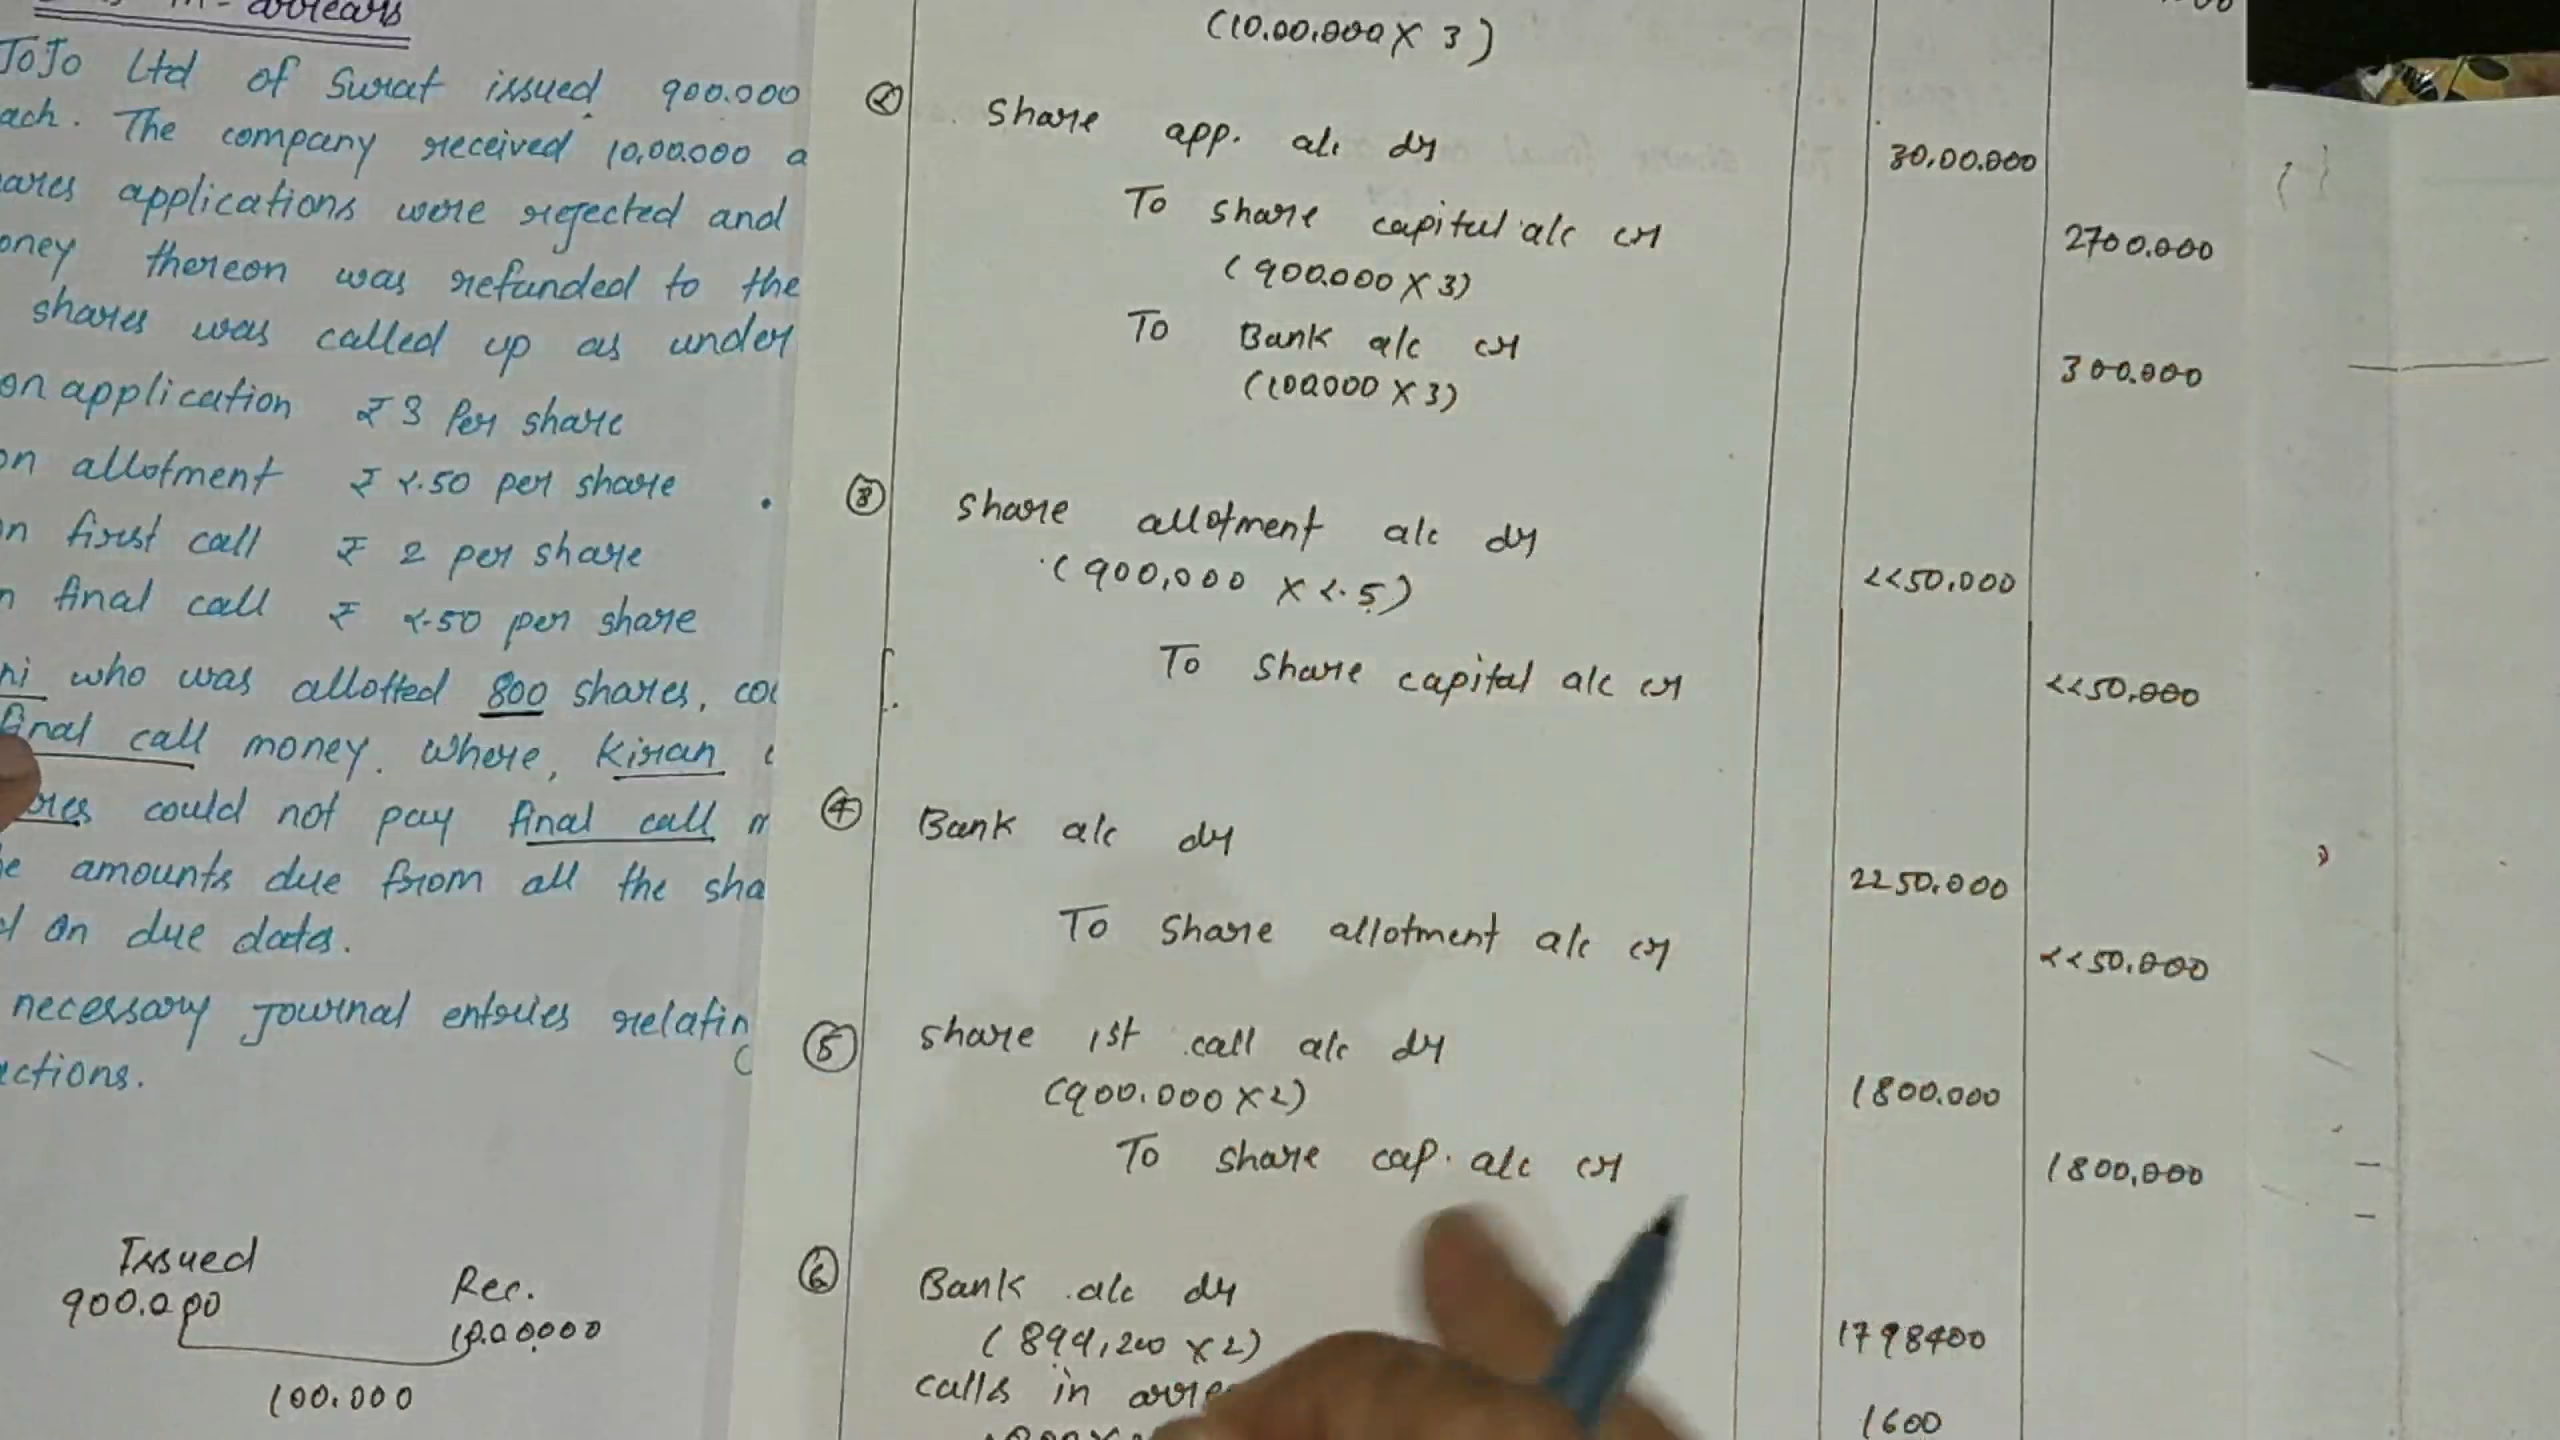 in-arrears
JoJo Ltd of Surat issued 900.000
ach. The company received 10,00.000 a
ares applications were rejected and
oney thereon was refunded to the
shares was called up as under
on application ₹ 3 Per share
on allotment ₹ 2.50 per share
n first call ₹ 2 per share
n final call ₹ 2.50 per share
ni who was allotted 800 shares, co
final call money. Where, Kiran
ares could not pay final call m
e amounts due from all the sha
d on due dates.
necessary Journal entries relatin
ctions.
Issued
900.000
Rec.
10.00000
100.000
(10.00.000 X 3)
② Share app. a/c dr 30,00.000
To share capital a/c cr 2700.000
(900.000 X 3)
To Bank a/c cr 300.000
(100000 X 3)
③ Share allotment a/c dr
(900,000 X 2.5) 2250.000
To Share capital a/c cr 2250,000
④ Bank a/c dr 2250.000
To Share allotment a/c cr 2250.000
⑤ Share 1st call a/c dr
(900.000 X 2) 1800.000
To share cap. a/c cr 1800,000
⑥ Bank a/c dr
(899,200 X 2) 1798400
calls in arre
1600